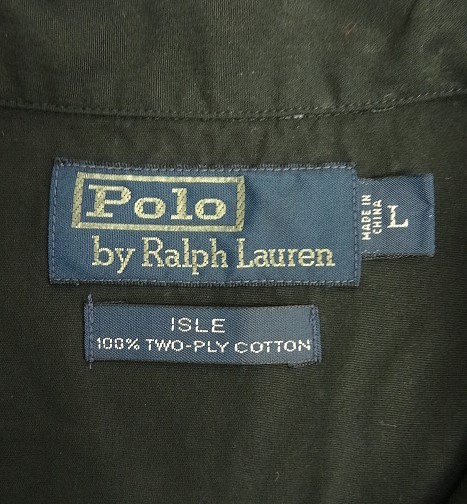 Polo
by Ralph Lauren
MADE IN
CHINA
L
ISLE
100% TWO-PLY COTTON